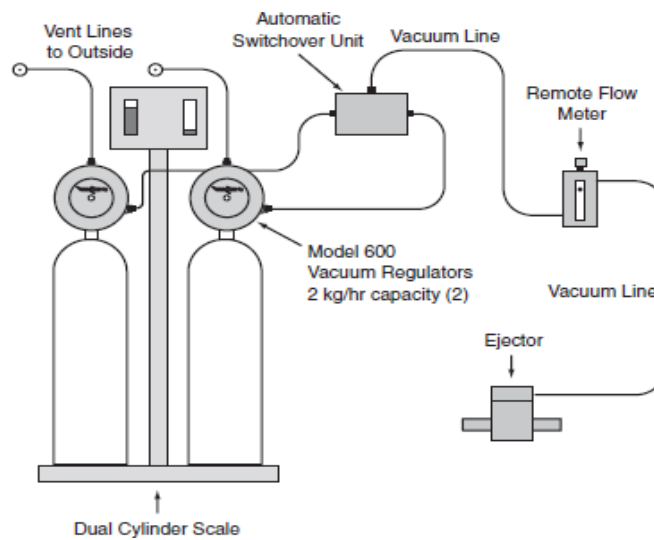 Vent Lines
to Outside
Automatic
Switchover Unit
Vacuum Line
Remote Flow
Meter
Model 600
Vacuum Regulators
2 kg/hr capacity (2)
Vacuum Line
Ejector
Dual Cylinder Scale